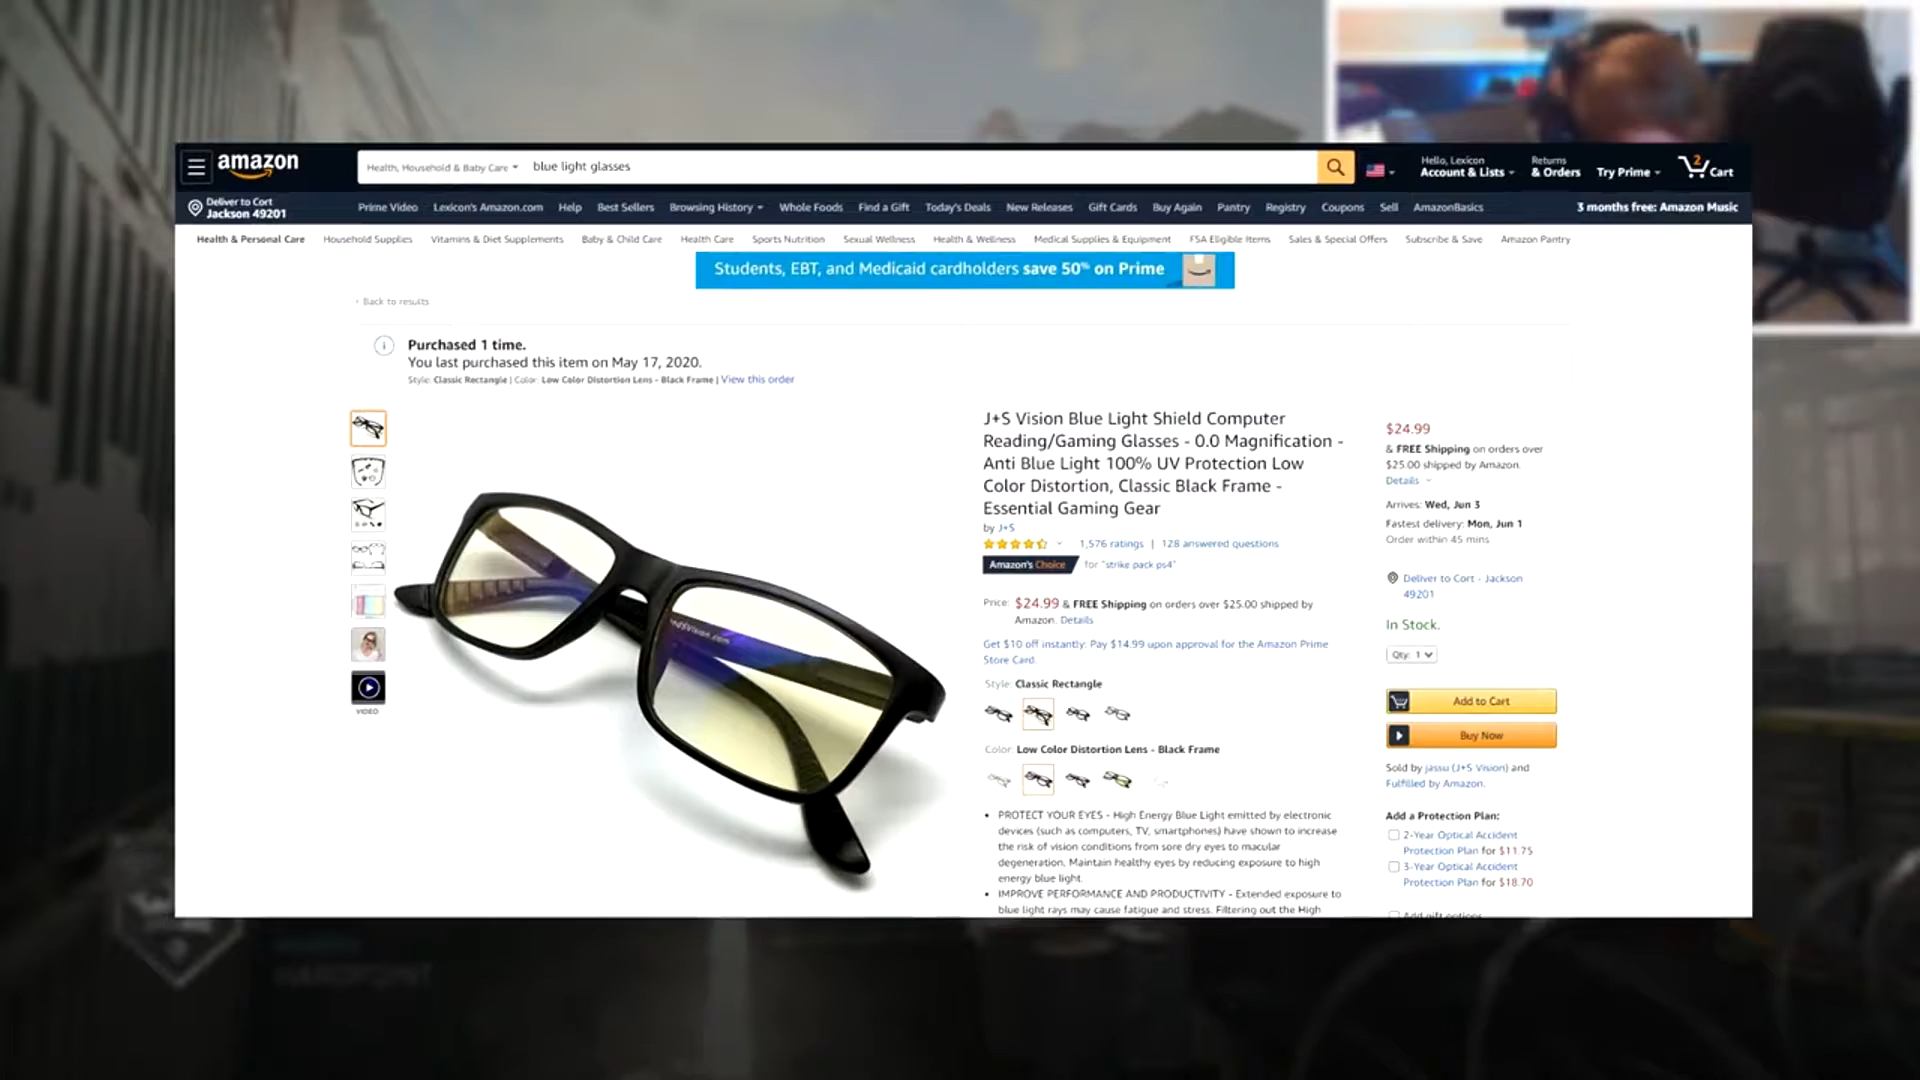 amazon
Health, Household & Baby Care
blue light glasses
Hello, Lexicon
Account & Lists
Returns
& Orders
Try Prime
2
Cart
Deliver to Cort
Jackson 49201
Prime Video
Lexicon's Amazon.com
Help
Best Sellers
Browsing History
Whole Foods
Find a Gift
Today's Deals
New Releases
Gift Cards
Buy Again
Pantry
Registry
Coupons
Sell
AmazonBasics
3 months free: Amazon Music
Health & Personal Care
Household Supplies
Vitamins & Diet Supplements
Baby & Child Care
Health Care
Sports Nutrition
Sexual Wellness
Health & Wellness
Medical Supplies & Equipment
FSA Eligible Items
Sales & Special Offers
Subscribe & Save
Amazon Pantry
Students, EBT, and Medicaid cardholders save 50% on Prime
‹ Back to results
Purchased 1 time.
You last purchased this item on May 17, 2020.
Style: Classic Rectangle | Color: Low Color Distortion Lens - Black Frame | View this order
VIDEO
J+S Vision Blue Light Shield Computer
Reading/Gaming Glasses - 0.0 Magnification -
Anti Blue Light 100% UV Protection Low
Color Distortion, Classic Black Frame -
Essential Gaming Gear
by J+S
1,576 ratings | 128 answered questions
Amazon's Choice for "strike pack ps4"
Price: $24.99 & FREE Shipping on orders over $25.00 shipped by
Amazon. Details
Get $10 off instantly: Pay $14.99 upon approval for the Amazon Prime
Store Card.
Style: Classic Rectangle
Color: Low Color Distortion Lens - Black Frame
• PROTECT YOUR EYES - High Energy Blue Light emitted by electronic
devices (such as computers, TV, smartphones) have shown to increase
the risk of vision conditions from sore dry eyes to macular
degeneration. Maintain healthy eyes by reducing exposure to high
energy blue light.
• IMPROVE PERFORMANCE AND PRODUCTIVITY - Extended exposure to
blue light rays may cause fatigue and stress. Filtering out the High
$24.99
& FREE Shipping on orders over
$25.00 shipped by Amazon.
Details
Arrives: Wed, Jun 3
Fastest delivery: Mon, Jun 1
Order within 45 mins
Deliver to Cort - Jackson
49201
In Stock.
Qty: 1
Add to Cart
Buy Now
Sold by jassu (J+S Vision) and
Fulfilled by Amazon.
Add a Protection Plan:
2-Year Optical Accident
Protection Plan for $11.75
3-Year Optical Accident
Protection Plan for $18.70
Add gift options
HARDPOINT